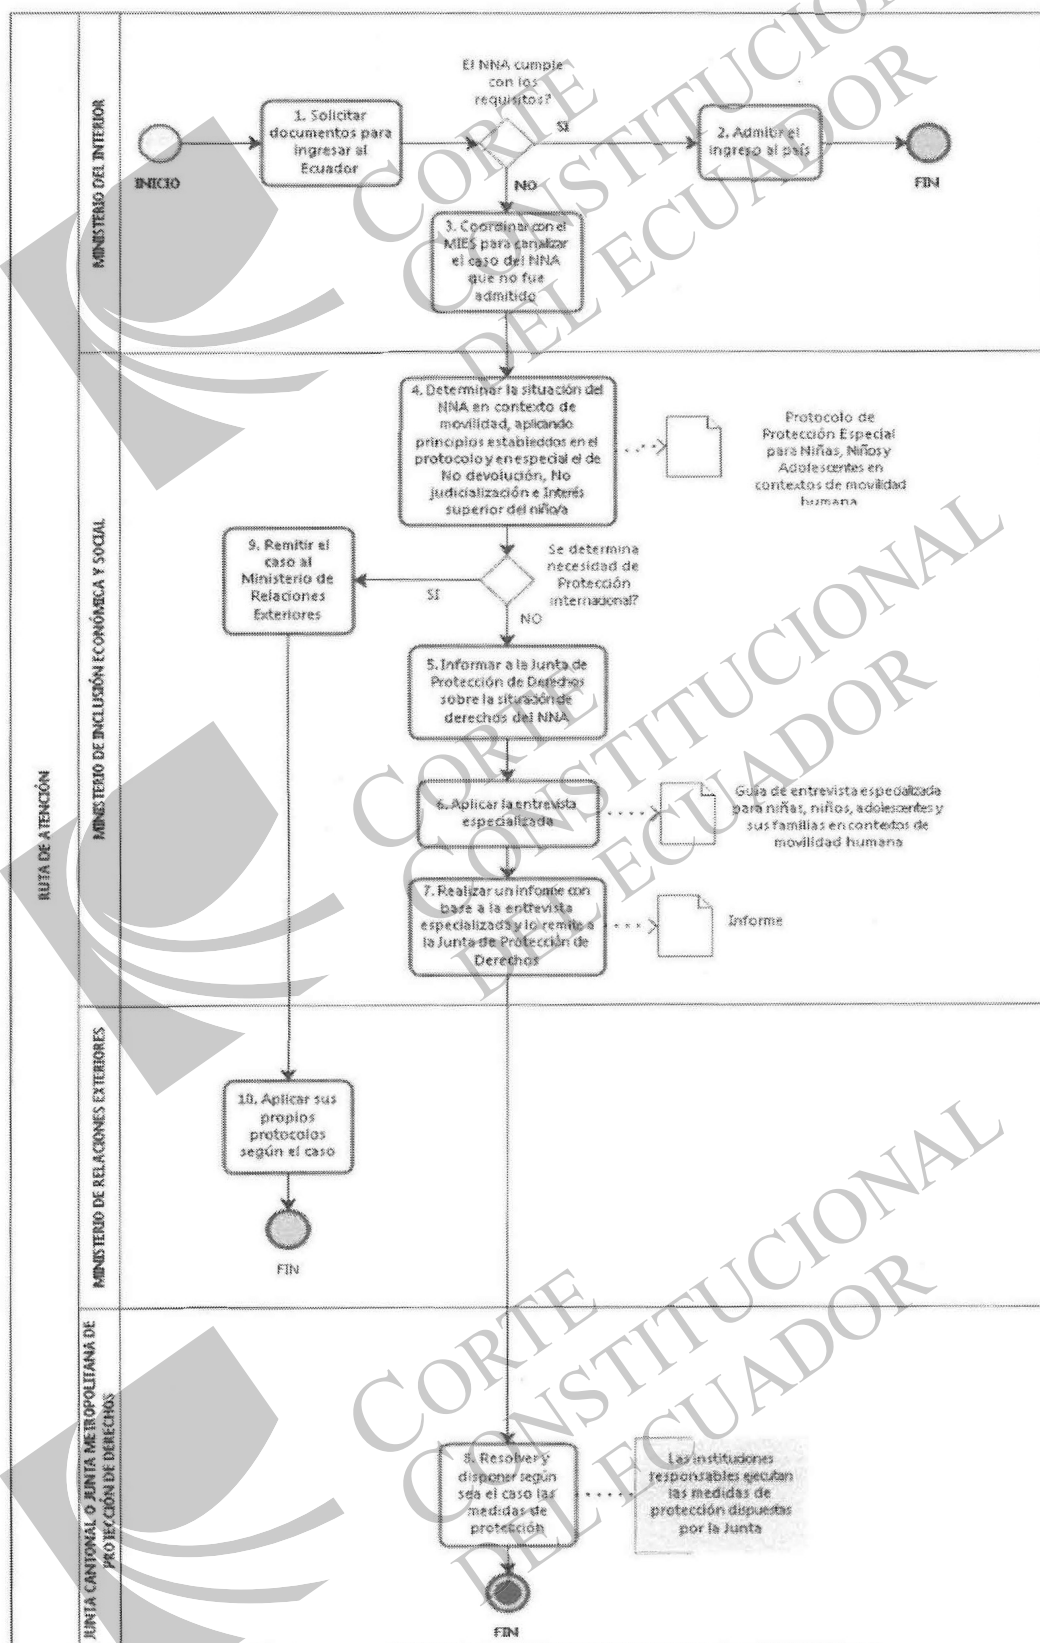 RUTA DE ATENCIÓN
MINISTERIO DEL INTERIOR
INICIO
1. Solicitar
documentos para
ingresar al
Ecuador
El NNA cumple
con los
requisitos?
SI
NO
2. Admitir el
ingreso al país
FIN
3. Coordinar con el
MIES para canalizar
el caso del NNA
que no fue
admitido
MINISTERIO DE INCLUSIÓN ECONÓMICA Y SOCIAL
4. Determinar la situación del
NNA en contexto de
movilidad, aplicando
principios establecidos en el
protocolo y en especial el de
No devolución, No
judicialización e Interés
superior del niño/a
Protocolo de
Protección Especial
para Niñas, Niños y
Adolescentes en
contextos de movilidad
humana
Se determina
necesidad de
Protección
internacional?
SI
NO
9. Remitir el
caso al
Ministerio de
Relaciones
Exteriores
5. Informar a la Junta de
Protección de Derechos
sobre la situación de
derechos del NNA
6. Aplicar la entrevista
especializada
Guía de entrevista especializada
para niñas, niños, adolescentes y
sus familias en contextos de
movilidad humana
7. Realizar un informe con
base a la entrevista
especializada y lo remite a
la Junta de Protección de
Derechos
Informe
MINISTERIO DE RELACIONES EXTERIORES
10. Aplicar sus
propios
protocolos
según el caso
FIN
JUNTA CANTONAL O JUNTA METROPOLITANA DE
PROTECCIÓN DE DERECHOS
8. Resolver y
disponer según
sea el caso las
medidas de
protección
Las instituciones
responsables ejecutan
las medidas de
protección dispuestas
por la Junta
FIN
CORTE
CONSTITUCIONAL
DEL ECUADOR
CORTE
CONSTITUCIONAL
DEL ECUADOR
CORTE
CONSTITUCIONAL
DEL ECUADOR